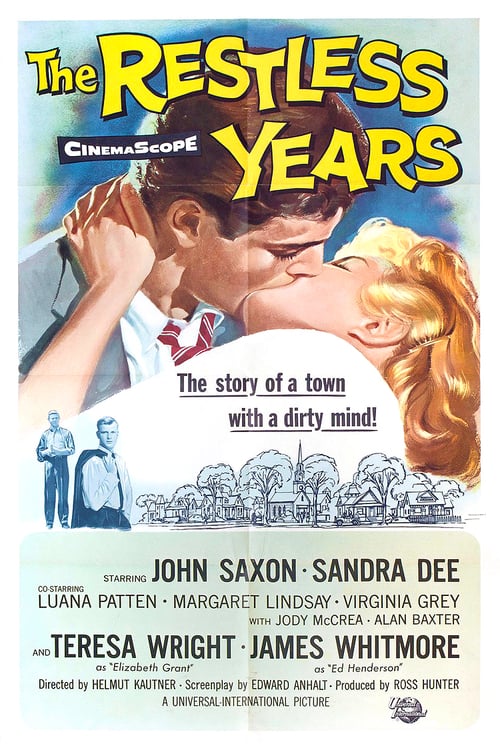 The RESTLESS
YEARS
CINEMASCOPE
The story of a town
with a dirty mind!
STARRING JOHN SAXON · SANDRA DEE
CO-STARRING
LUANA PATTEN · MARGARET LINDSAY · VIRGINIA GREY
WITH JODY McCREA · ALAN BAXTER
AND TERESA WRIGHT · JAMES WHITMORE
as "Elizabeth Grant" as "Ed Henderson"
Directed by HELMUT KAUTNER · Screenplay by EDWARD ANHALT · Produced by ROSS HUNTER
A UNIVERSAL-INTERNATIONAL PICTURE
Universal
International